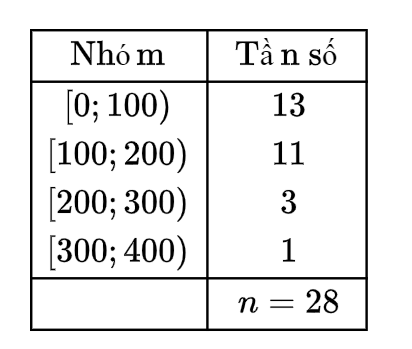 Nhóm Tần số
[0; 100) 13
[100; 200) 11
[200; 300) 3
[300; 400) 1
n = 28